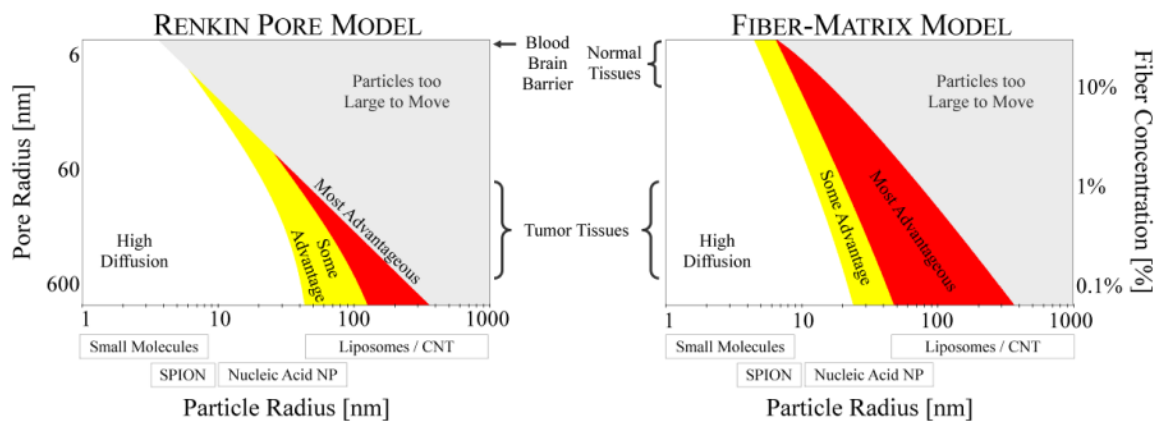 RENKIN PORE MODEL
Pore Radius [nm]
6
60
600
Particles too
Large to Move
Most Advantageous
Some
Advantage
High
Diffusion
1
10
100
1000
Small Molecules
Liposomes / CNT
SPION
Nucleic Acid NP
Particle Radius [nm]
Blood
Brain
Barrier
Normal
Tissues
Tumor Tissues
FIBER-MATRIX MODEL
Particles too
Large to Move
Some Advantage
Most Advantageous
High
Diffusion
10%
1%
0.1%
Fiber Concentration [%]
1
10
100
1000
Small Molecules
Liposomes / CNT
SPION
Nucleic Acid NP
Particle Radius [nm]